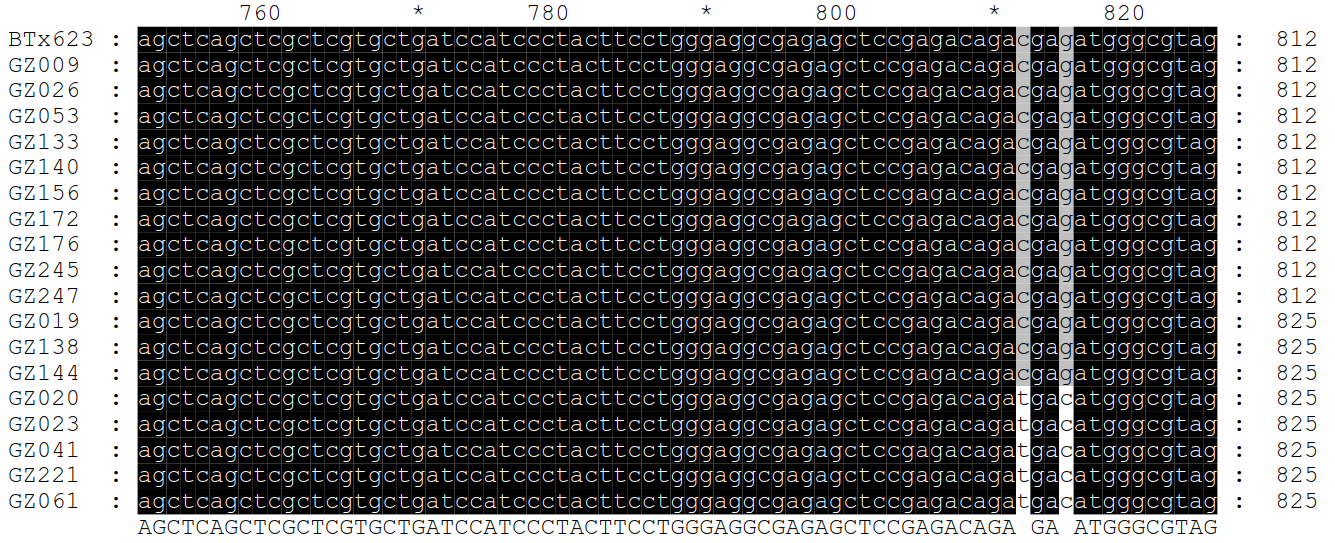 760 * 780 * 800 * 820
BTx623 : agctcagctcgctcgtgctgatccatccctacttcctgggaggcgagagctccgagacagacgagatgggcgtag : 812
GZ009 : agctcagctcgctcgtgctgatccatccctacttcctgggaggcgagagctccgagacagacgagatgggcgtag : 812
GZ026 : agctcagctcgctcgtgctgatccatccctacttcctgggaggcgagagctccgagacagacgagatgggcgtag : 812
GZ053 : agctcagctcgctcgtgctgatccatccctacttcctgggaggcgagagctccgagacagacgagatgggcgtag : 812
GZ133 : agctcagctcgctcgtgctgatccatccctacttcctgggaggcgagagctccgagacagacgagatgggcgtag : 812
GZ140 : agctcagctcgctcgtgctgatccatccctacttcctgggaggcgagagctccgagacagacgagatgggcgtag : 812
GZ156 : agctcagctcgctcgtgctgatccatccctacttcctgggaggcgagagctccgagacagacgagatgggcgtag : 812
GZ172 : agctcagctcgctcgtgctgatccatccctacttcctgggaggcgagagctccgagacagacgagatgggcgtag : 812
GZ176 : agctcagctcgctcgtgctgatccatccctacttcctgggaggcgagagctccgagacagacgagatgggcgtag : 812
GZ245 : agctcagctcgctcgtgctgatccatccctacttcctgggaggcgagagctccgagacagacgagatgggcgtag : 812
GZ247 : agctcagctcgctcgtgctgatccatccctacttcctgggaggcgagagctccgagacagacgagatgggcgtag : 812
GZ019 : agctcagctcgctcgtgctgatccatccctacttcctgggaggcgagagctccgagacagacgagatgggcgtag : 825
GZ138 : agctcagctcgctcgtgctgatccatccctacttcctgggaggcgagagctccgagacagacgagatgggcgtag : 825
GZ144 : agctcagctcgctcgtgctgatccatccctacttcctgggaggcgagagctccgagacagacgagatgggcgtag : 825
GZ020 : agctcagctcgctcgtgctgatccatccctacttcctgggaggcgagagctccgagacagatgacatgggcgtag : 825
GZ023 : agctcagctcgctcgtgctgatccatccctacttcctgggaggcgagagctccgagacagatgacatgggcgtag : 825
GZ041 : agctcagctcgctcgtgctgatccatccctacttcctgggaggcgagagctccgagacagatgacatgggcgtag : 825
GZ221 : agctcagctcgctcgtgctgatccatccctacttcctgggaggcgagagctccgagacagatgacatgggcgtag : 825
GZ061 : agctcagctcgctcgtgctgatccatccctacttcctgggaggcgagagctccgagacagatgacatgggcgtag : 825
AGCTCAGCTCGCTCGTGCTGATCCATCCCTACTTCCTGGGAGGCGAGAGCTCCGAGACAGA GA ATGGGCGTAG